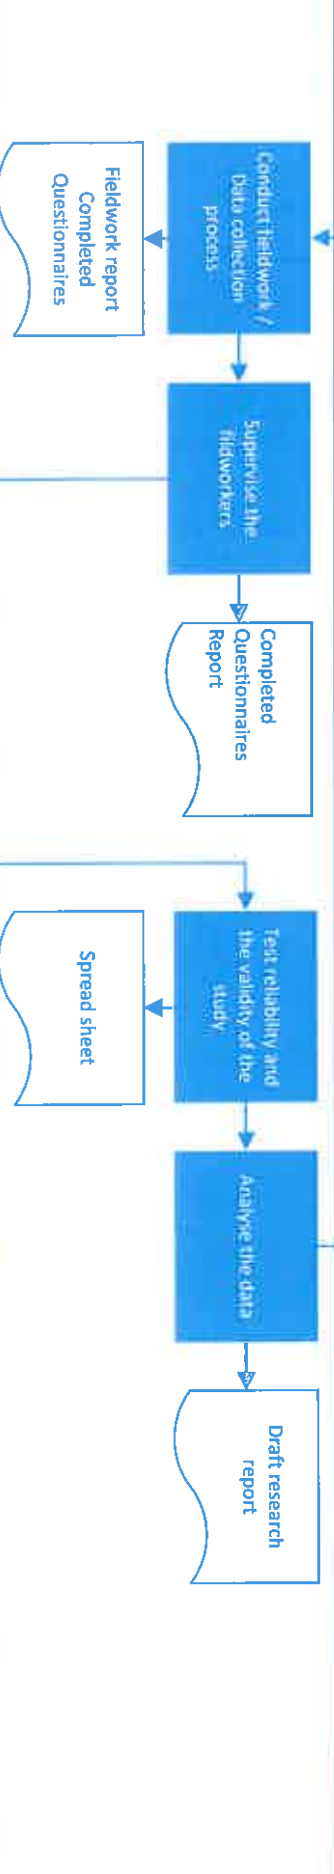 Conduct fieldwork /
Data collection
process
Fieldwork report
Completed
Questionnaires
Supervise the
fildworkers
Completed
Questionnaires
Report
Test reliability and
the validity of the
study
Spread sheet
Analyse the data
Draft research
report